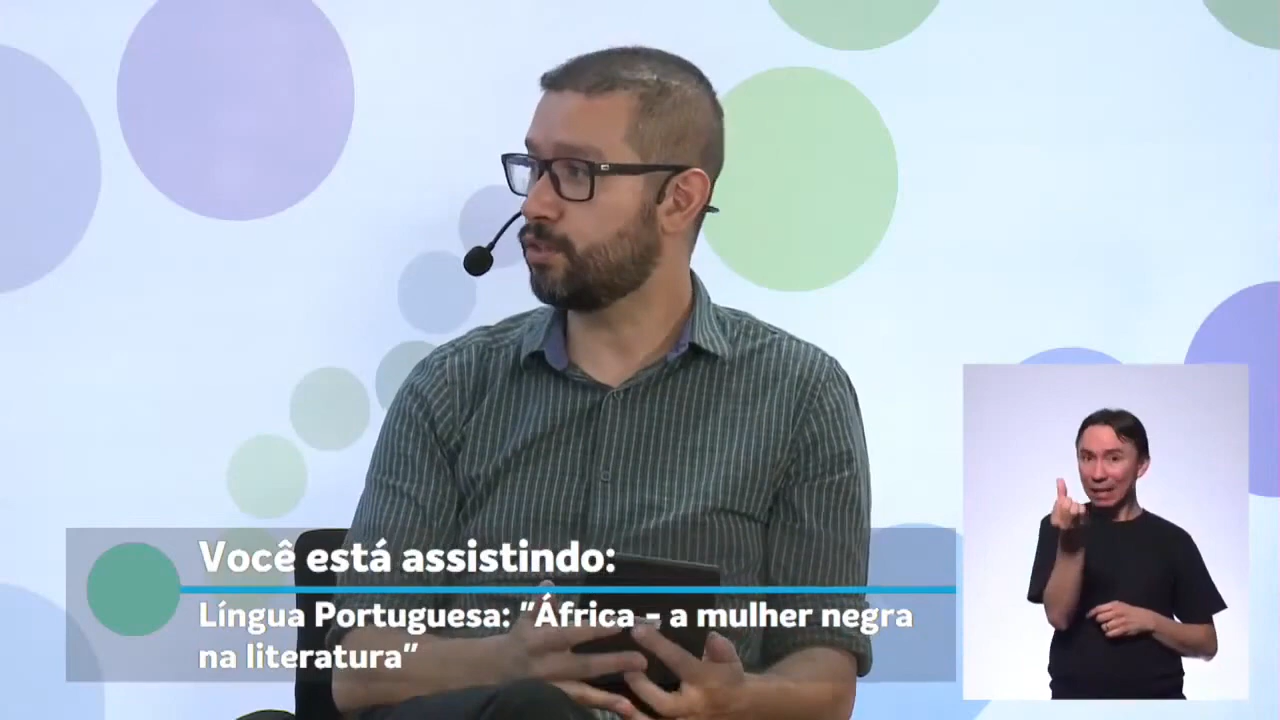 Você está assistindo:
Língua Portuguesa: "África - a mulher negra
na literatura"